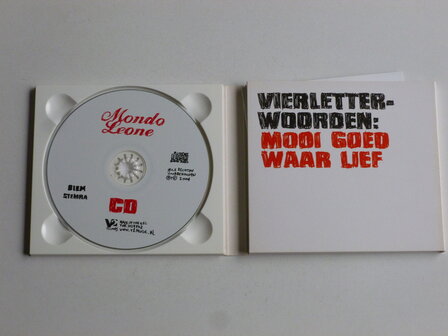 Mondo
Leone
BIEM
STEMRA
CD
VIERLETTER-
WOORDEN:
MOOI GOED
WAAR LIEF